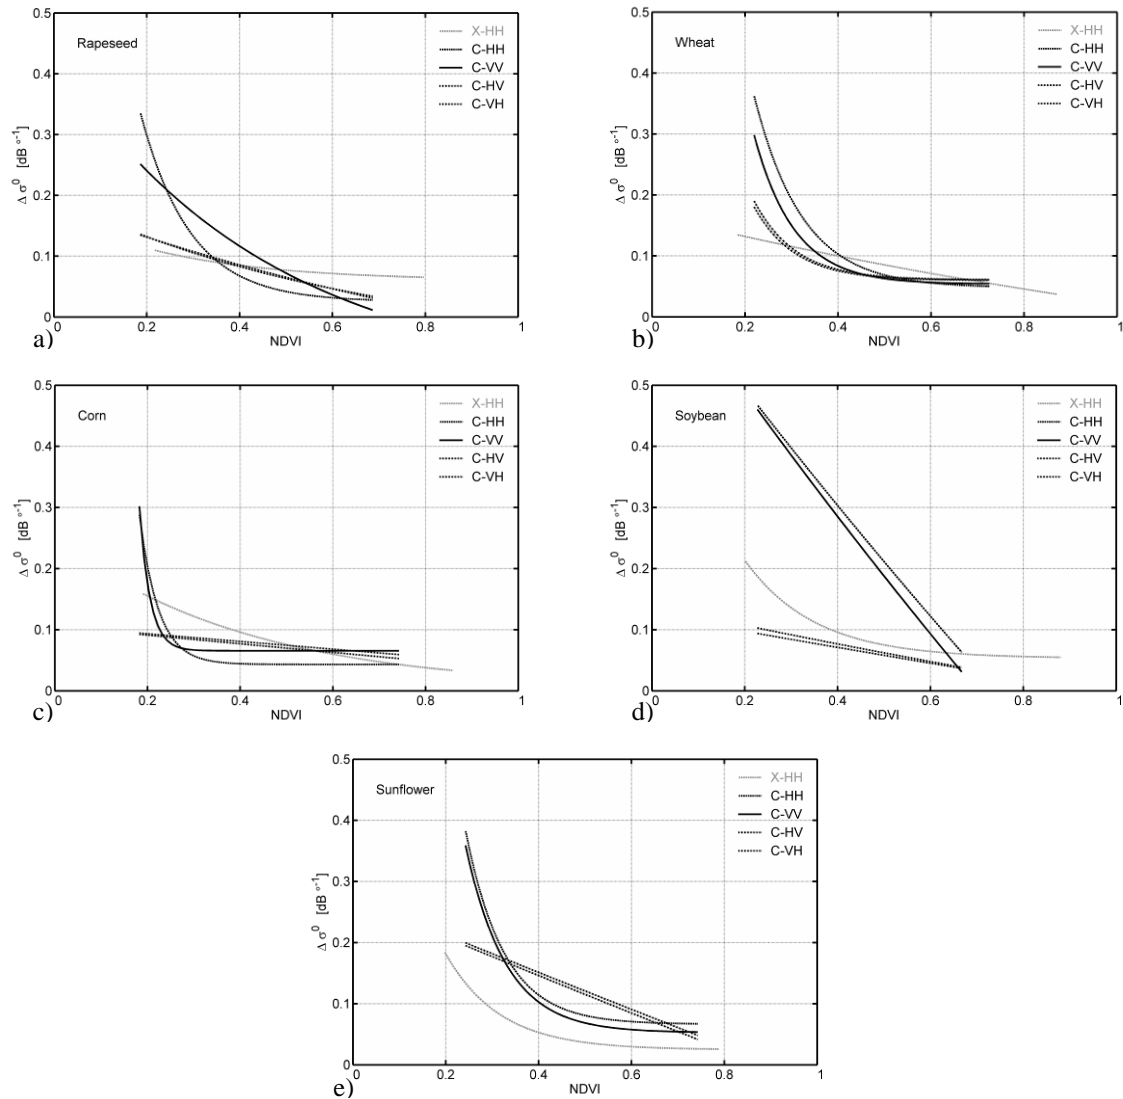 0.5
0.4
0.3
0.2
0.1
0
Δ σ⁰ [dB °⁻¹]
Rapeseed
X-HH
C-HH
C-VV
C-HV
C-VH
0 0.2 0.4 0.6 0.8 1
NDVI
a)
0.5
0.4
0.3
0.2
0.1
0
Δ σ⁰ [dB °⁻¹]
Wheat
X-HH
C-HH
C-VV
C-HV
C-VH
0 0.2 0.4 0.6 0.8 1
NDVI
b)
0.5
0.4
0.3
0.2
0.1
0
Δ σ⁰ [dB °⁻¹]
Corn
X-HH
C-HH
C-VV
C-HV
C-VH
0 0.2 0.4 0.6 0.8 1
NDVI
c)
0.5
0.4
0.3
0.2
0.1
0
Δ σ⁰ [dB °⁻¹]
Soybean
X-HH
C-HH
C-VV
C-HV
C-VH
0 0.2 0.4 0.6 0.8 1
NDVI
d)
0.5
0.4
0.3
0.2
0.1
0
Δ σ⁰ [dB °⁻¹]
Sunflower
X-HH
C-HH
C-VV
C-HV
C-VH
0 0.2 0.4 0.6 0.8 1
NDVI
e)